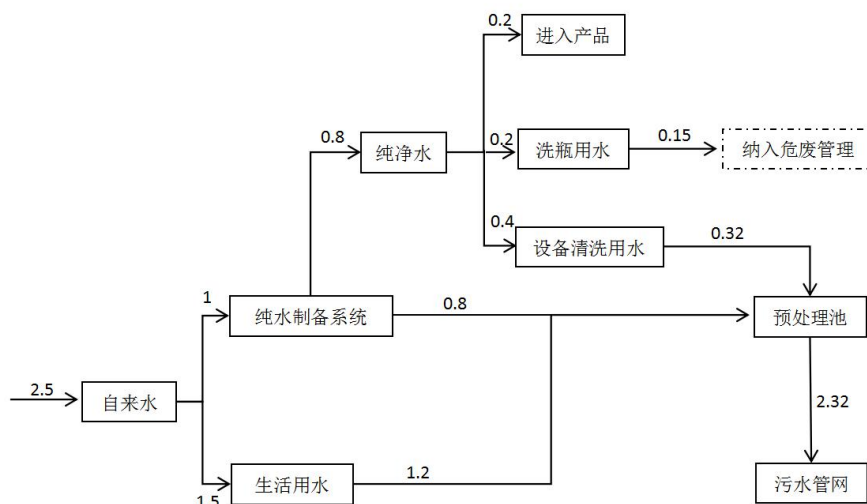 0.2
进入产品
0.8
纯净水
0.2
洗瓶用水
0.15
纳入危废管理
0.4
设备清洗用水
0.32
1
纯水制备系统
0.8
预处理池
2.5
自来水
2.32
1.5
生活用水
1.2
污水管网